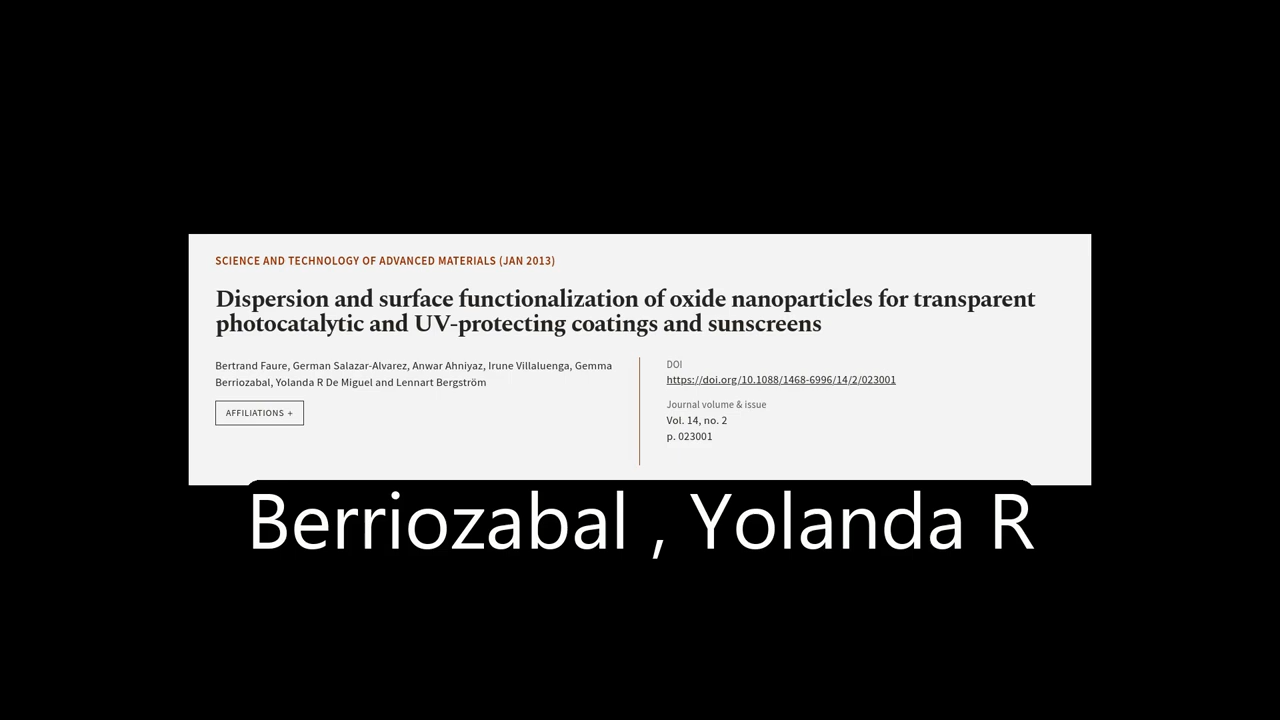 SCIENCE AND TECHNOLOGY OF ADVANCED MATERIALS (JAN 2013)
Dispersion and surface functionalization of oxide nanoparticles for transparent
photocatalytic and UV-protecting coatings and sunscreens
Bertrand Faure, German Salazar-Alvarez, Anwar Ahniyaz, Irune Villaluenga, Gemma
Berriozabal, Yolanda R De Miguel and Lennart Bergström
AFFILIATIONS +
DOI
https://doi.org/10.1088/1468-6996/14/2/023001
Journal volume & issue
Vol. 14, no. 2
p. 023001
Berriozabal , Yolanda R